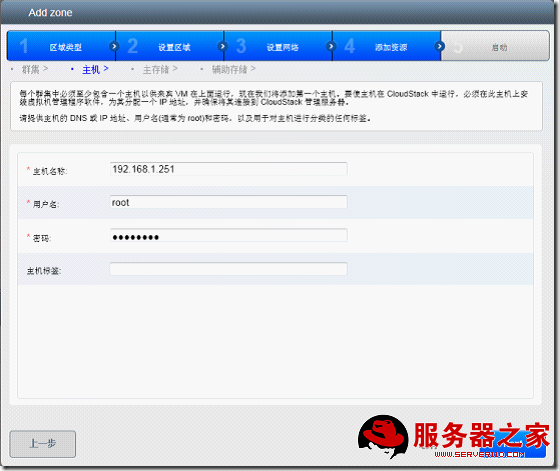 Add zone
1 区域类型
2 设置区域
3 设置网络
4 添加资源
5 启动
• 群集 > • 主机 > • 主存储 > • 辅助存储 >
每个群集中必须至少包含一个主机以供来宾 VM 在上面运行，现在我们将添加第一个主机。要使主机在 CloudStack 中运行，必须在此主机上安
装虚拟机管理程序软件，为其分配一个 IP 地址，并确保将其连接到 CloudStack 管理服务器。
请提供主机的 DNS 或 IP 地址、用户名(通常为 root)和密码，以及用于对主机进行分类的任何标签。
* 主机名称: 192.168.1.251
* 用户名: root
* 密码: ●●●●●●●●
主机标签:
上一步
服务器之家